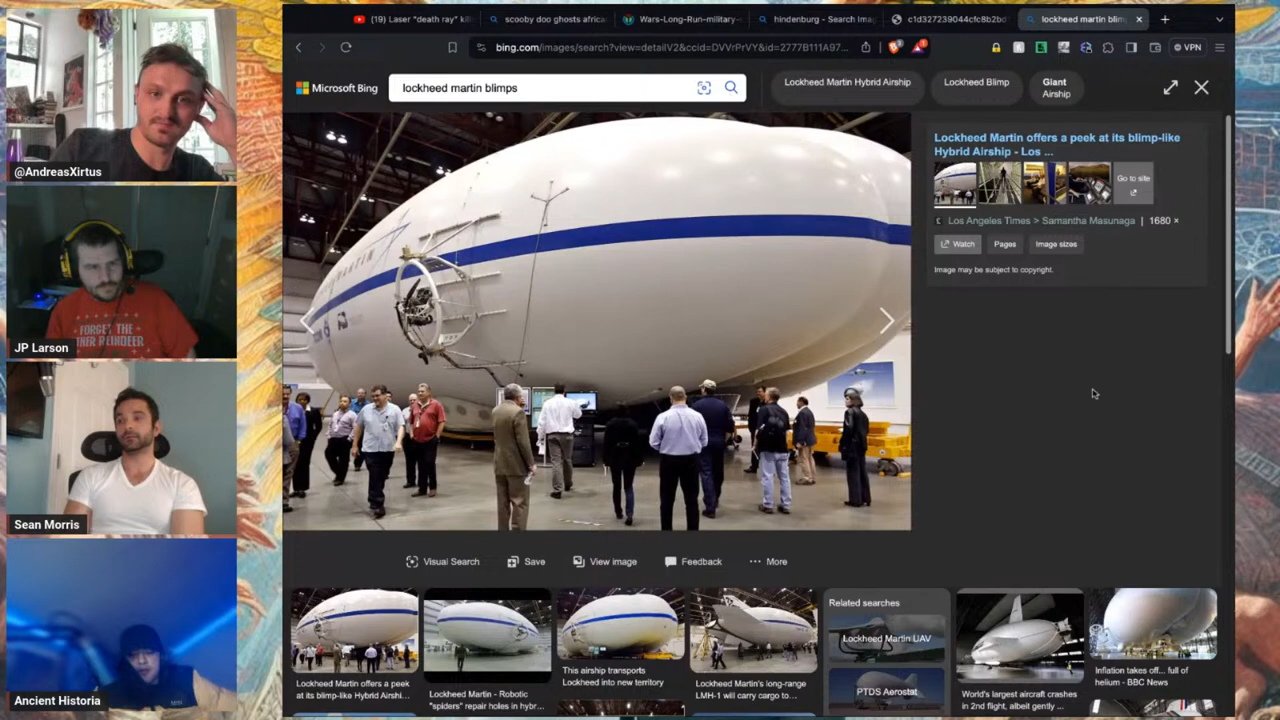 (19) Laser "death ray" kil
scooby doo ghosts africa
Wars-Long-Run-military-
hindenburg - Search Ima
c1d327239044cfc8b2bd
lockheed martin blim
bing.com/images/search?view=detailV2&ccid=DVVrPrVY&id=2777B111A97...
VPN
Microsoft Bing
lockheed martin blimps
Lockheed Martin Hybrid Airship
Lockheed Blimp
Giant
Airship
Lockheed Martin offers a peek at its blimp-like
Hybrid Airship - Los ...
Go to site
Los Angeles Times > Samantha Masunaga | 1680 ×
Watch
Pages
Image sizes
Image may be subject to copyright.
@AndreasXirtus
FORGET THE
OTHER REINDEER
JP Larson
Sean Morris
Ancient Historia
Visual Search
Save
View image
Feedback
More
Lockheed Martin offers a peek
at its blimp-like Hybrid Airshi...
Lockheed Martin - Robotic
"spiders" repair holes in hybr...
This airship transports
Lockheed into new territory
Lockheed Martin's long-range
LMH-1 will carry cargo to...
Related searches
Lockheed Martin UAV
PTDS Aerostat
World's largest aircraft crashes
in 2nd flight, albeit gently ...
Inflation takes off... full of
helium - BBC News